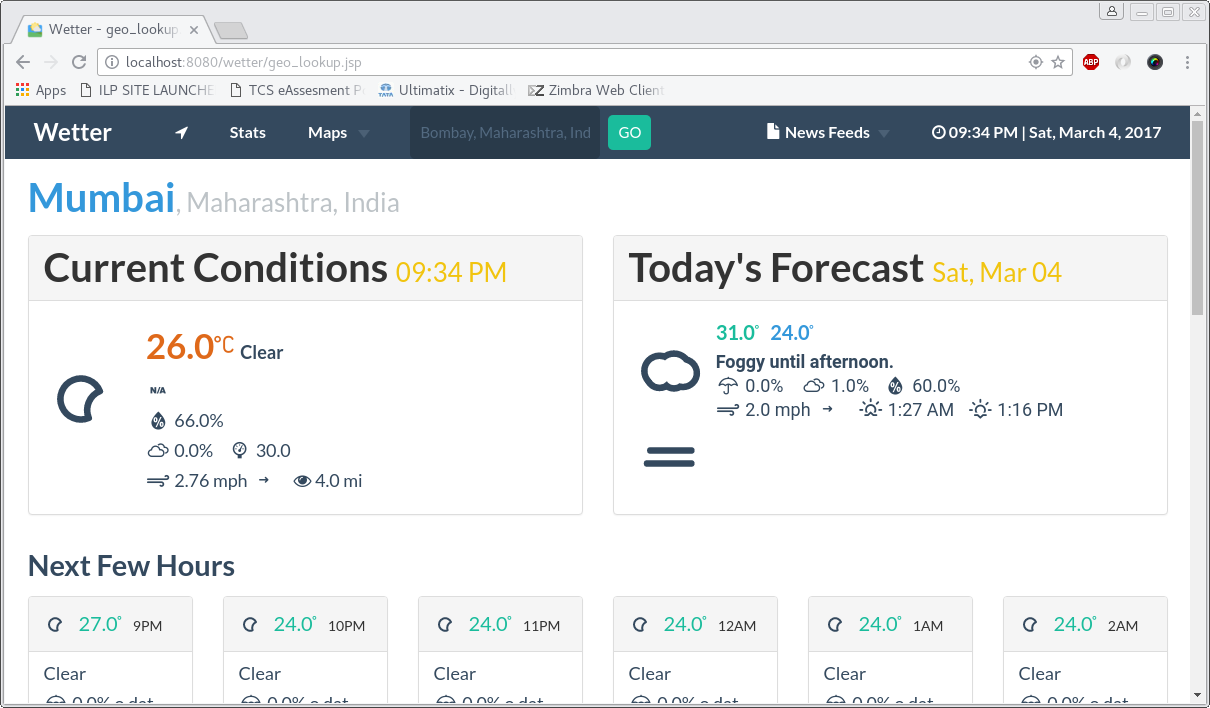 Wetter - geo_lookup
localhost:8080/wetter/geo_lookup.jsp
ABP
Apps ILP SITE LAUNCHE TCS eAssesment P TATA Ultimatix - Digitall Zimbra Web Client
Wetter Stats Maps Bombay, Maharashtra, Ind GO News Feeds 09:34 PM | Sat, March 4, 2017
Mumbai, Maharashtra, India
Current Conditions 09:34 PM
26.0°C Clear
N/A
66.0%
0.0% 30.0
2.76 mph → 4.0 mi
Today's Forecast Sat, Mar 04
31.0° 24.0°
Foggy until afternoon.
0.0% 1.0% % 60.0%
2.0 mph → 1:27 AM 1:16 PM
Next Few Hours
27.0° 9PM 24.0° 10PM 24.0° 11PM 24.0° 12AM 24.0° 1AM 24.0° 2AM
Clear Clear Clear Clear Clear Clear